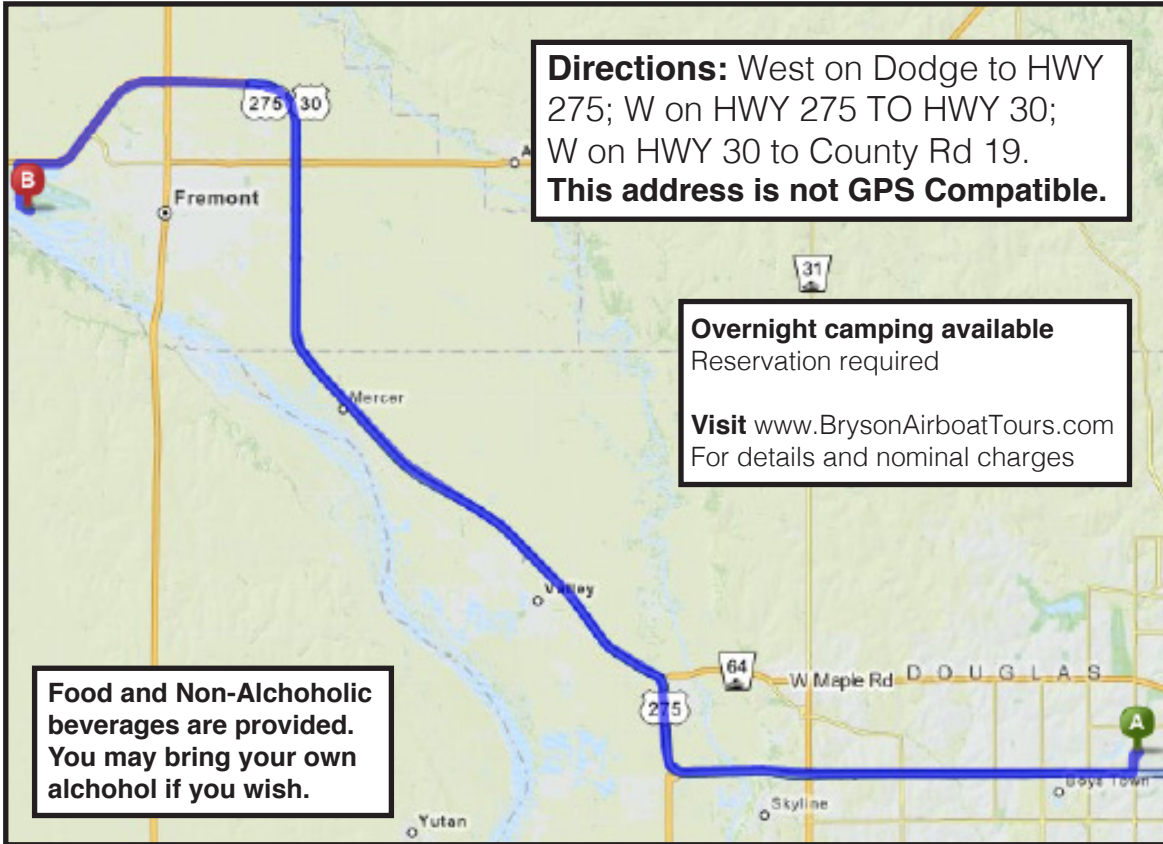 Directions: West on Dodge to HWY
275; W on HWY 275 TO HWY 30;
W on HWY 30 to County Rd 19.
This address is not GPS Compatible.
275 30
B
A
Fremont
31
Overnight camping available
Reservation required
Visit www.BrysonAirboatTours.com
For details and nominal charges
Mercer
Valley
64
W Maple Rd
DOUGLAS
275
A
Boys Town
Skyline
Yutan
Food and Non-Alchoholic
beverages are provided.
You may bring your own
alchohol if you wish.